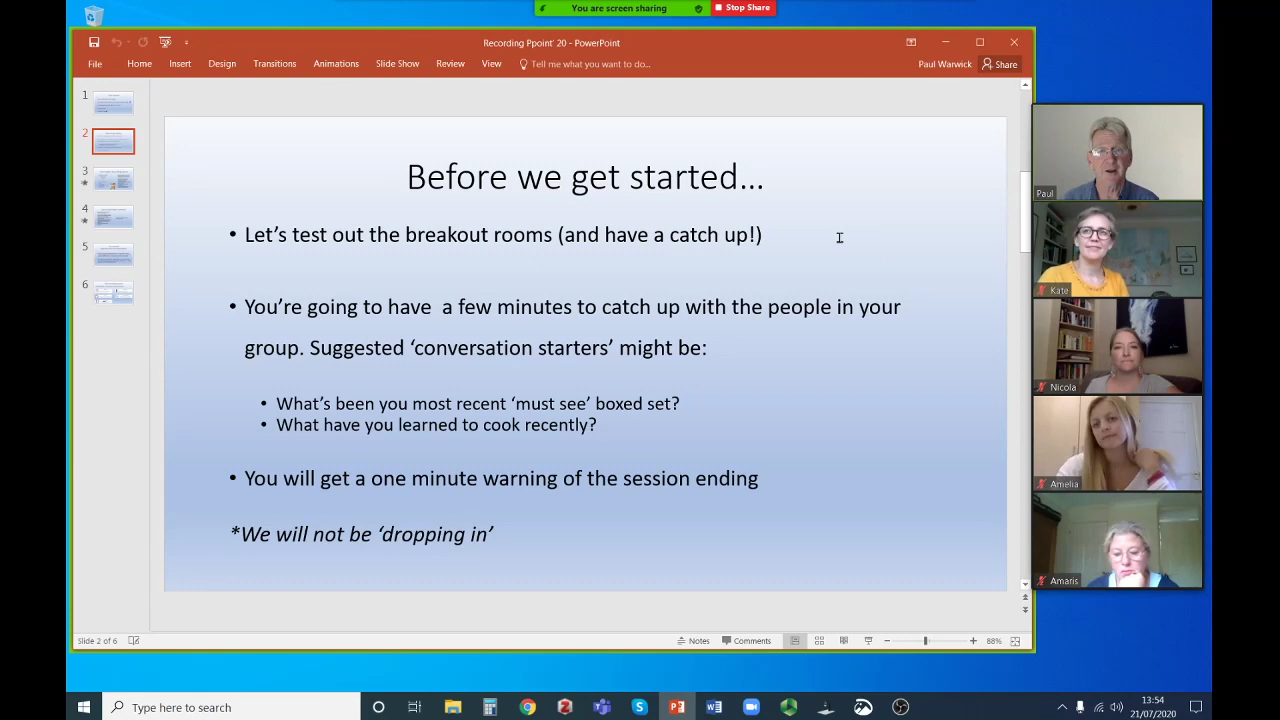 You are screen sharing
Stop Share
Recording Ppoint' 20 - PowerPoint
File Home Insert Design Transitions Animations Slide Show Review View Tell me what you want to do...
Paul Warwick Share
1
2
3
4
5
6
Before we get started…
• Let’s test out the breakout rooms (and have a catch up!)
• You’re going to have a few minutes to catch up with the people in your
group. Suggested ‘conversation starters’ might be:
• What’s been you most recent ‘must see’ boxed set?
• What have you learned to cook recently?
• You will get a one minute warning of the session ending
*We will not be ‘dropping in’
Paul
Kate
Nicola
Amelia
Amaris
Slide 2 of 6
Notes Comments
88%
Type here to search
13:54
21/07/2020